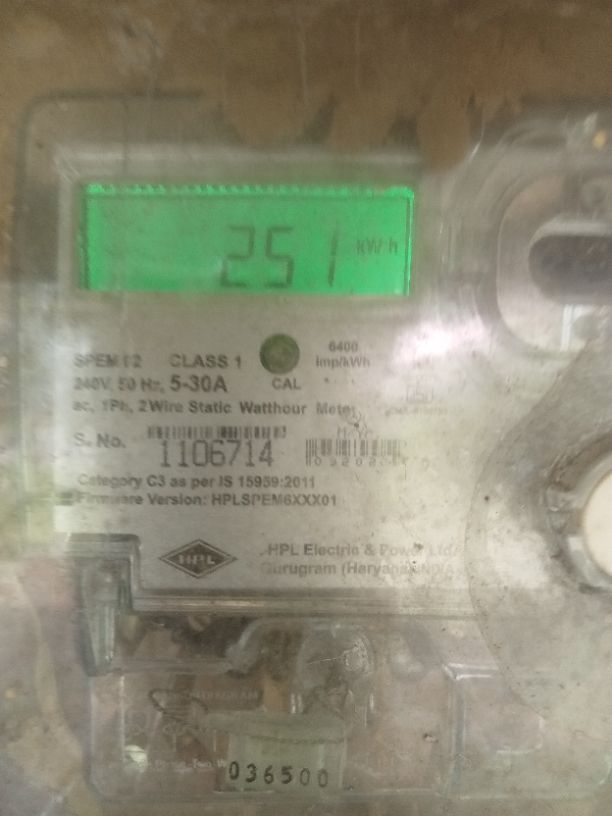 251 kWh
CLASS 1
6400
imp/kWh
240V, 50 Hz, 5-30A
CAL
ac, 1Ph, 2Wire Static Watthour Meter
S. No.
1106714
M/Yr
Category C3 as per IS 15959:2011
Firmware Version: HPLSPEM6XXX01
HPL
HPL Electric & Power Ltd.
Gurugram (Haryana) INDIA
036500